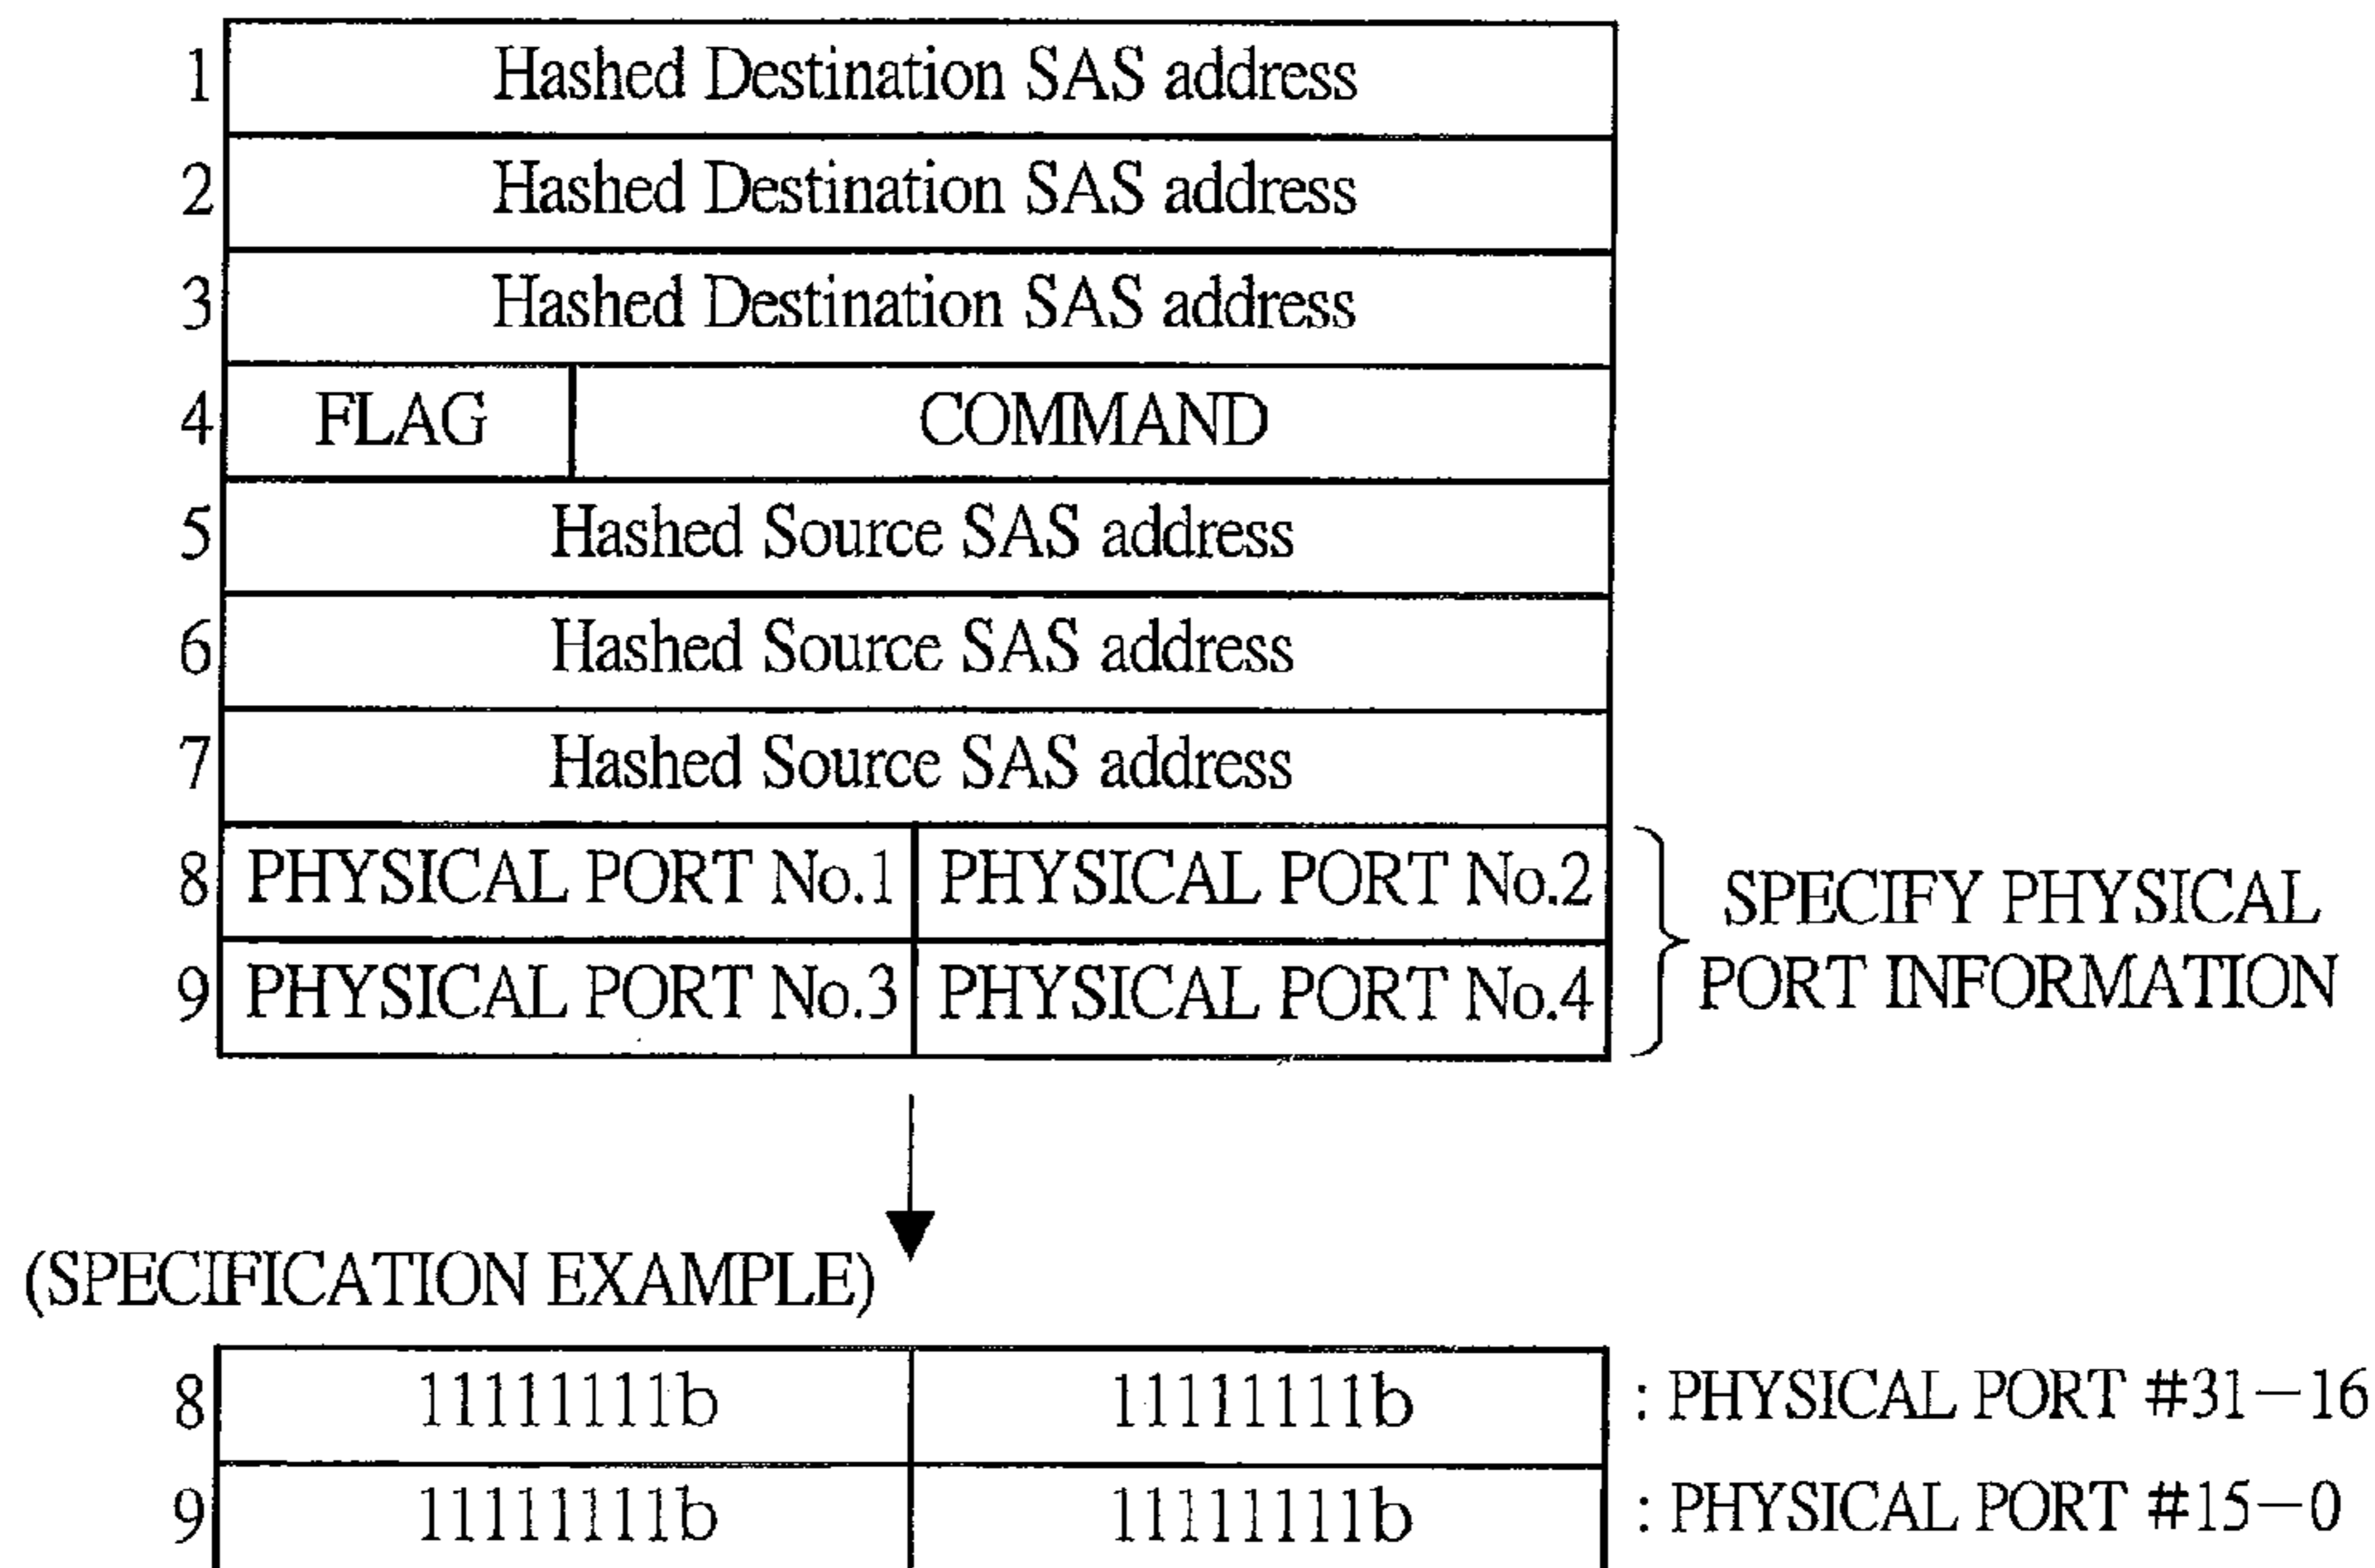 1 Hashed Destination SAS address
2 Hashed Destination SAS address
3 Hashed Destination SAS address
4 FLAG COMMAND
5 Hashed Source SAS address
6 Hashed Source SAS address
7 Hashed Source SAS address
8 PHYSICAL PORT No.1 PHYSICAL PORT No.2
9 PHYSICAL PORT No.3 PHYSICAL PORT No.4
SPECIFY PHYSICAL
PORT INFORMATION
(SPECIFICATION EXAMPLE)
8 11111111b 11111111b : PHYSICAL PORT #31－16
9 11111111b 11111111b : PHYSICAL PORT #15－0